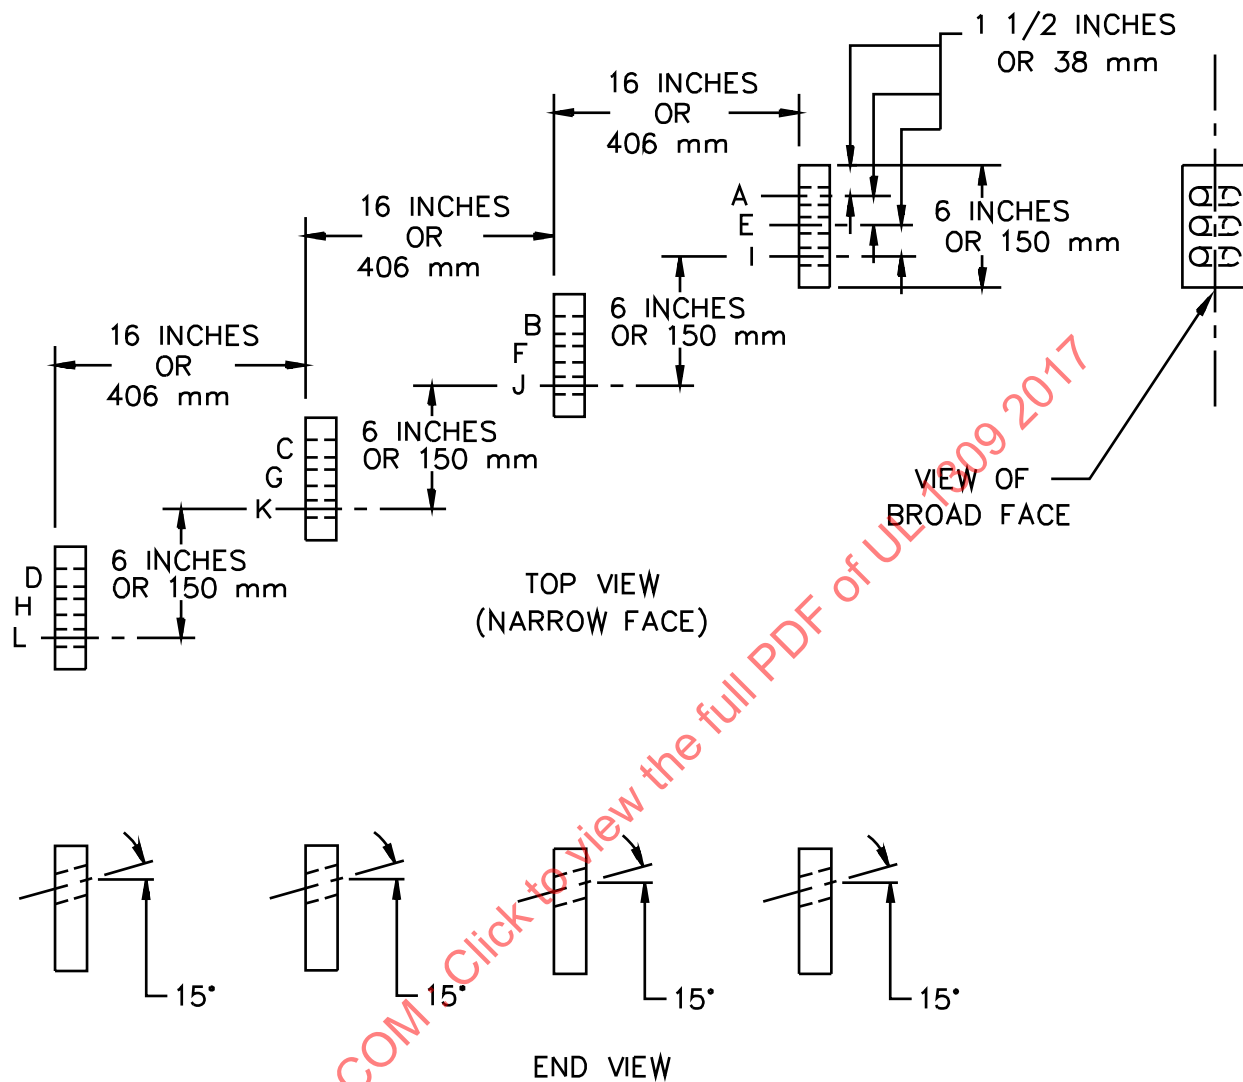 1 1/2 INCHES
OR 38 mm
16 INCHES
OR
406 mm
A
E
I
6 INCHES
OR 150 mm
16 INCHES
OR
406 mm
B
F
J
6 INCHES
OR 150 mm
16 INCHES
OR
406 mm
C
G
K
6 INCHES
OR 150 mm
D
H
L
6 INCHES
OR 150 mm
VIEW OF
BROAD FACE
TOP VIEW
(NARROW FACE)
15°
15°
15°
15°
END VIEW
COM : Click to view the full PDF of UL 1309 2017